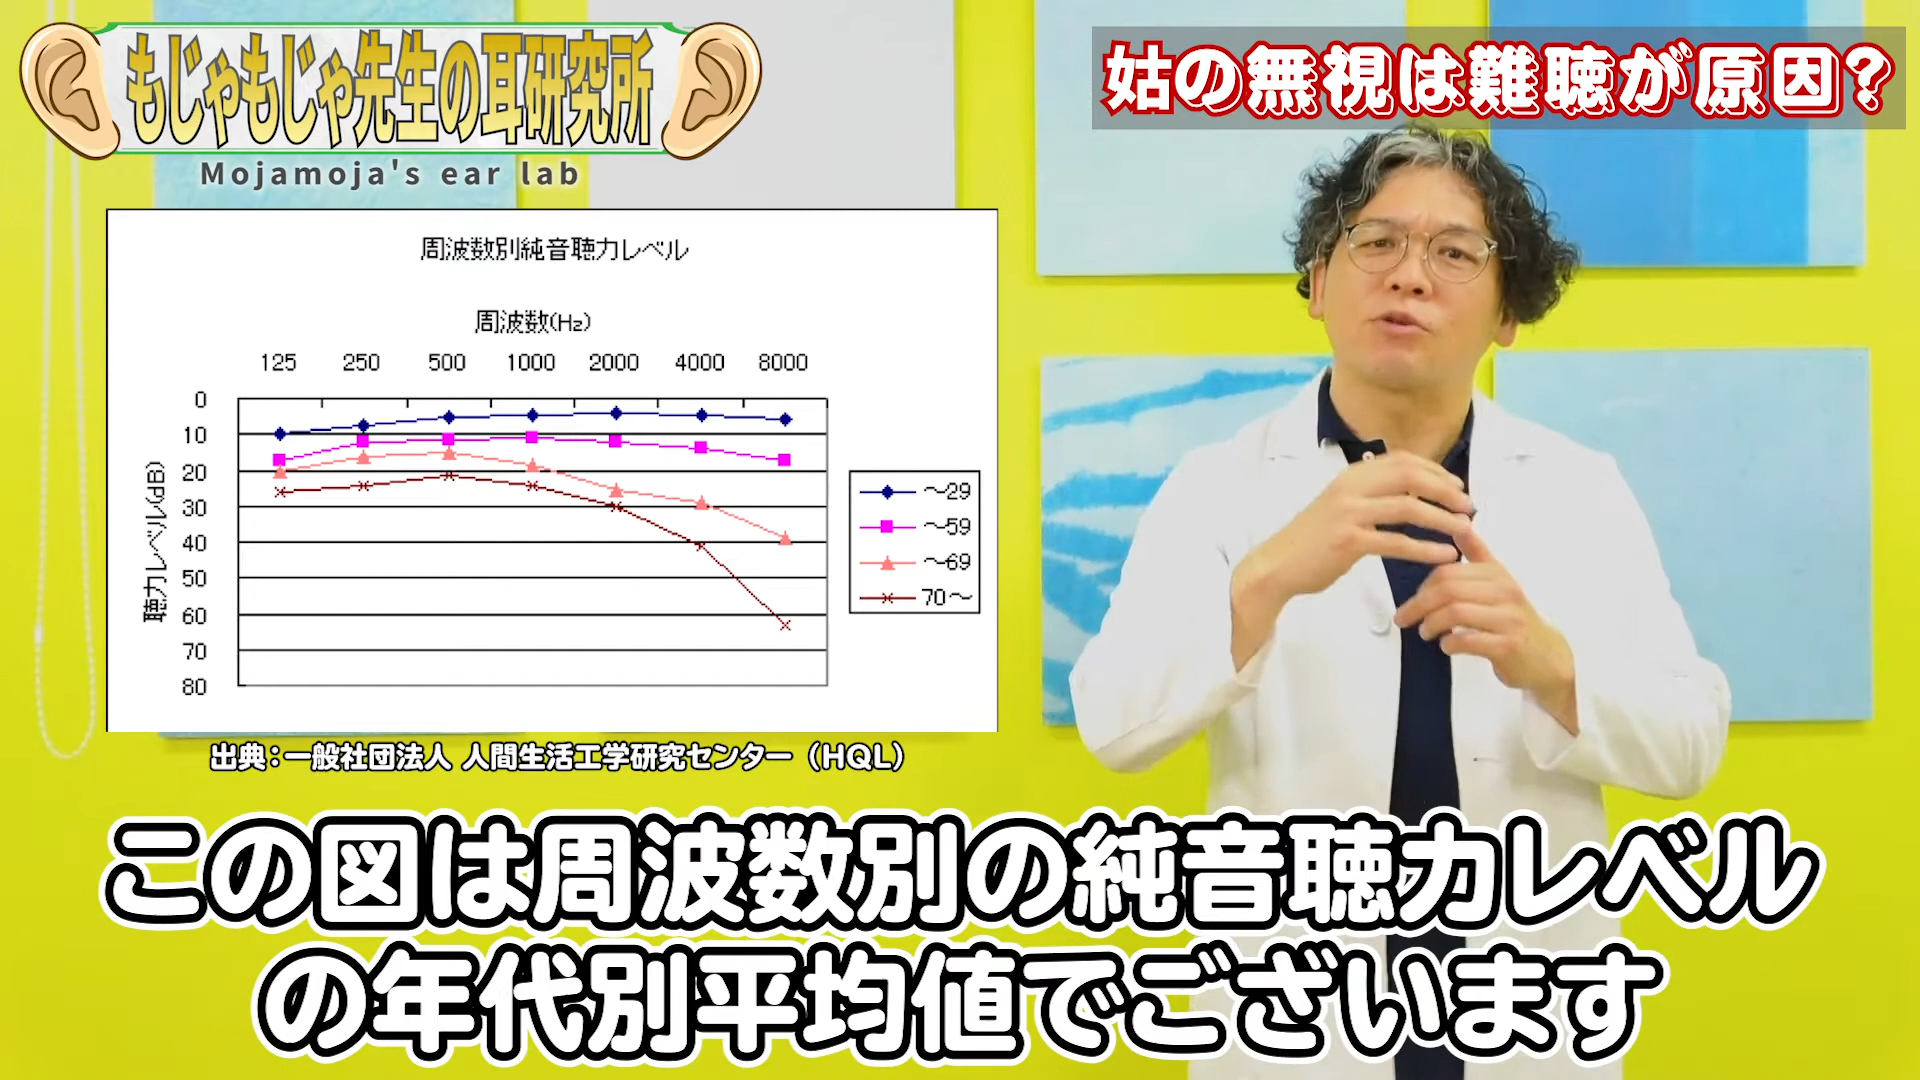 もじゃもじゃ先生の耳研究所
Mojamoja's ear lab
姑の無視は難聴が原因?
周波数別純音聴力レベル
周波数(Hz)
125 250 500 1000 2000 4000 8000
聴力レベル(dB)
0
10
20
30
40
50
60
70
80
～29
～59
～69
70～
出典：一般社団法人 人間生活工学研究センター（HQL）
この図は周波数別の純音聴力レベル
の年代別平均値でございます